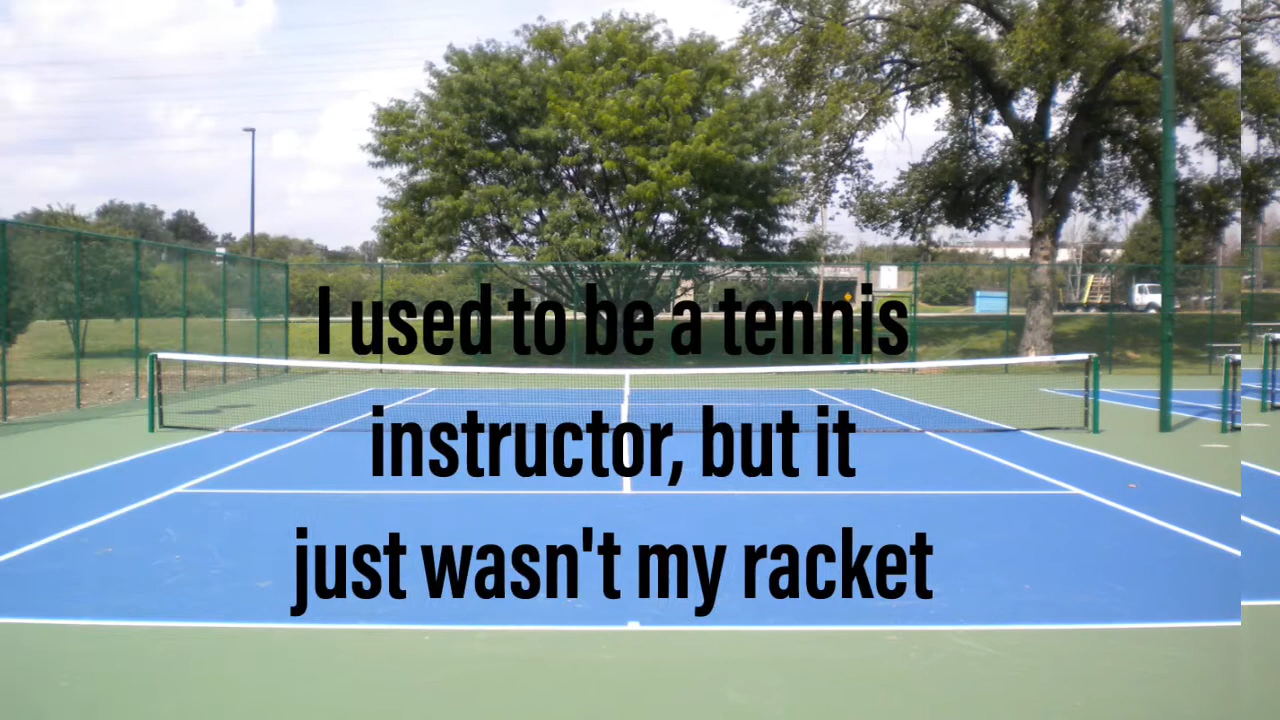 I used to be a tennis
instructor, but it
just wasn't my racket